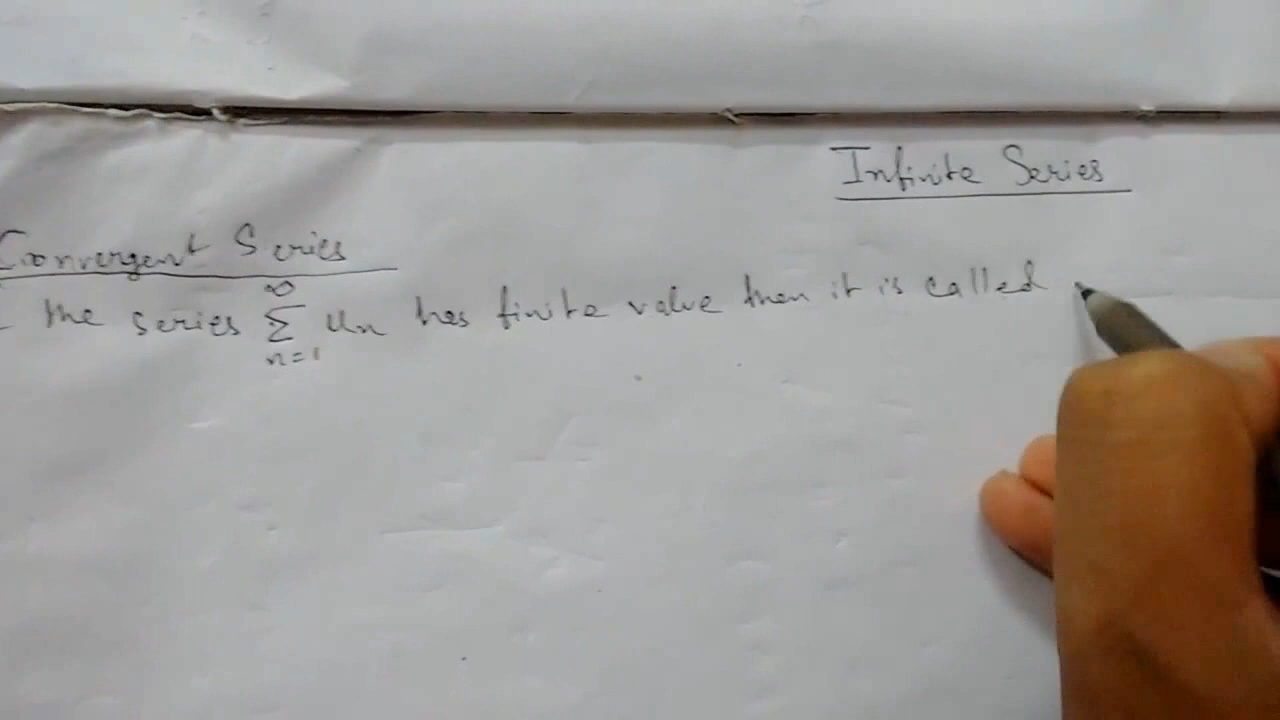 Infinite Series
Convergent Series
the series ∞∑n=1 Un has finite value then it is called